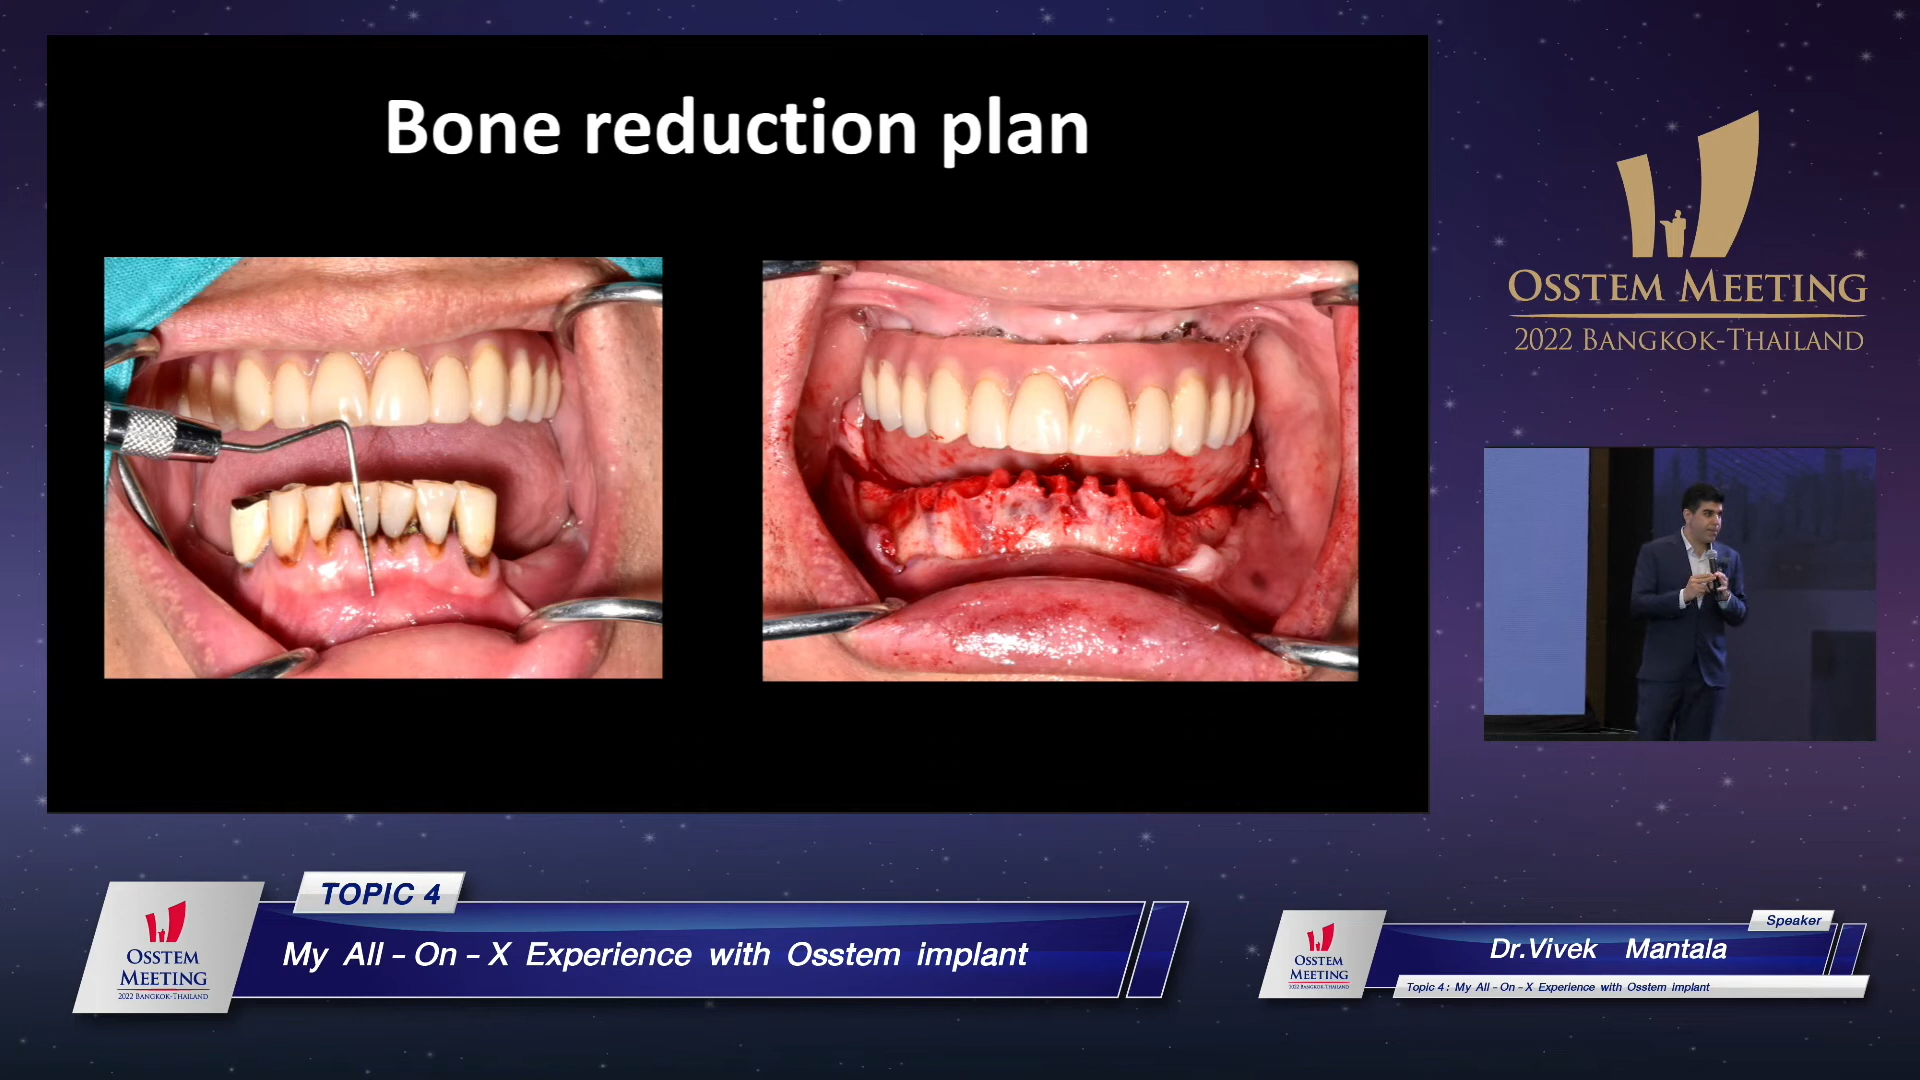 Bone reduction plan
OSSTEM MEETING
2022 BANGKOK-THAILAND
TOPIC 4
OSSTEM
MEETING
2022 BANGKOK-THAILAND
My All - On - X Experience with Osstem implant
Speaker
OSSTEM
MEETING
2022 BANGKOK-THAILAND
Dr.Vivek Mantala
Topic 4 : My All - On - X Experience with Osstem implant